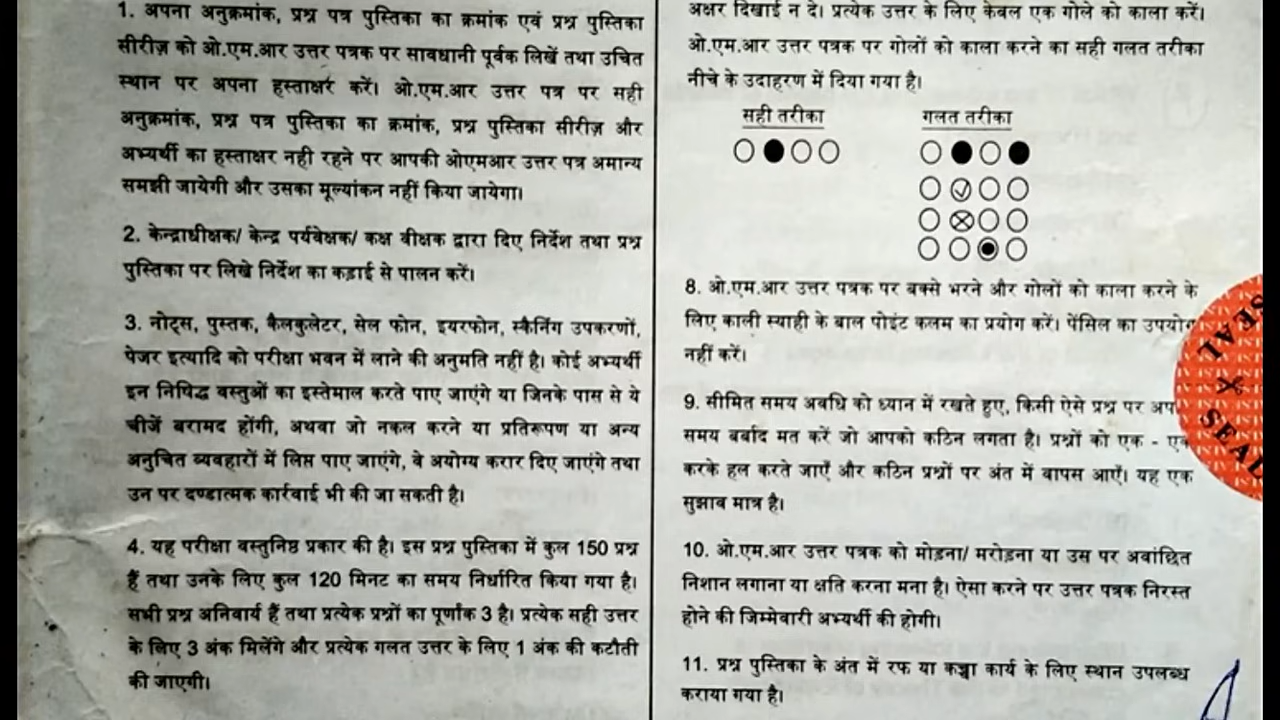 1. अपना अनुक्रमांक, प्रश्न पत्र पुस्तिका का क्रमांक एवं प्रश्न पुस्तिका
सीरीज़ को ओ.एम.आर उत्तर पत्रक पर सावधानी पूर्वक लिखें तथा उचित
स्थान पर अपना हस्ताक्षर करें। ओ.एम.आर उत्तर पत्र पर सही
अनुक्रमांक, प्रश्न पत्र पुस्तिका का क्रमांक, प्रश्न पुस्तिका सीरीज़ और
अभ्यर्थी का हस्ताक्षर नही रहने पर आपकी ओएमआर उत्तर पत्र अमान्य
समझी जायेगी और उसका मूल्यांकन नहीं किया जायेगा।
2. केन्द्राधीक्षक/ केन्द्र पर्यवेक्षक/ कक्ष वीक्षक द्वारा दिए निर्देश तथा प्रश्न
पुस्तिका पर लिखे निर्देश का कड़ाई से पालन करें।
3. नोट्स, पुस्तक, कैलकुलेटर, सेल फोन, इयरफोन, स्कैनिंग उपकरणों,
पेजर इत्यादि को परीक्षा भवन में लाने की अनुमति नहीं है। कोई अभ्यर्थी
इन निषिद्ध वस्तुओं का इस्तेमाल करते पाए जाएंगे या जिनके पास से ये
चीजें बरामद होंगी, अथवा जो नकल करने या प्रतिरूपण या अन्य
अनुचित व्यवहारों में लिप्त पाए जाएंगे, वे अयोग्य करार दिए जाएंगे तथा
उन पर दण्डात्मक कार्रवाई भी की जा सकती है।
4. यह परीक्षा वस्तुनिष्ठ प्रकार की है। इस प्रश्न पुस्तिका में कुल 150 प्रश्न
हैं तथा उनके लिए कुल 120 मिनट का समय निर्धारित किया गया है।
सभी प्रश्न अनिवार्य हैं तथा प्रत्येक प्रश्नों का पूर्णांक 3 है। प्रत्येक सही उत्तर
के लिए 3 अंक मिलेंगे और प्रत्येक गलत उत्तर के लिए 1 अंक की कटौती
की जाएगी।
अक्षर दिखाई न दे। प्रत्येक उत्तर के लिए केवल एक गोले को काला करें।
ओ.एम.आर उत्तर पत्रक पर गोलों को काला करने का सही गलत तरीका
नीचे के उदाहरण में दिया गया है।
सही तरीका गलत तरीका
8. ओ.एम.आर उत्तर पत्रक पर बक्से भरने और गोलों को काला करने के
लिए काली स्याही के बाल पोइंट कलम का प्रयोग करें। पेंसिल का उपयोग
नहीं करें।
9. सीमित समय अवधि को ध्यान में रखते हुए, किसी ऐसे प्रश्न पर
समय बर्बाद मत करें जो आपको कठिन लगता है। प्रश्नों को एक - एक
करके हल करते जाएँ और कठिन प्रश्नों पर अंत में वापस आएँ। यह एक
सुझाव मात्र है।
10. ओ.एम.आर उत्तर पत्रक को मोड़ना/ मरोड़ना या उस पर अवांछित
निशान लगाना या क्षति करना मना है। ऐसा करने पर उत्तर पत्रक निरस्त
होने की जिम्मेवारी अभ्यर्थी की होगी।
11. प्रश्न पुस्तिका के अंत में रफ या कच्चा कार्य के लिए स्थान उपलब्ध
कराया गया है।
SEAL
SEAL